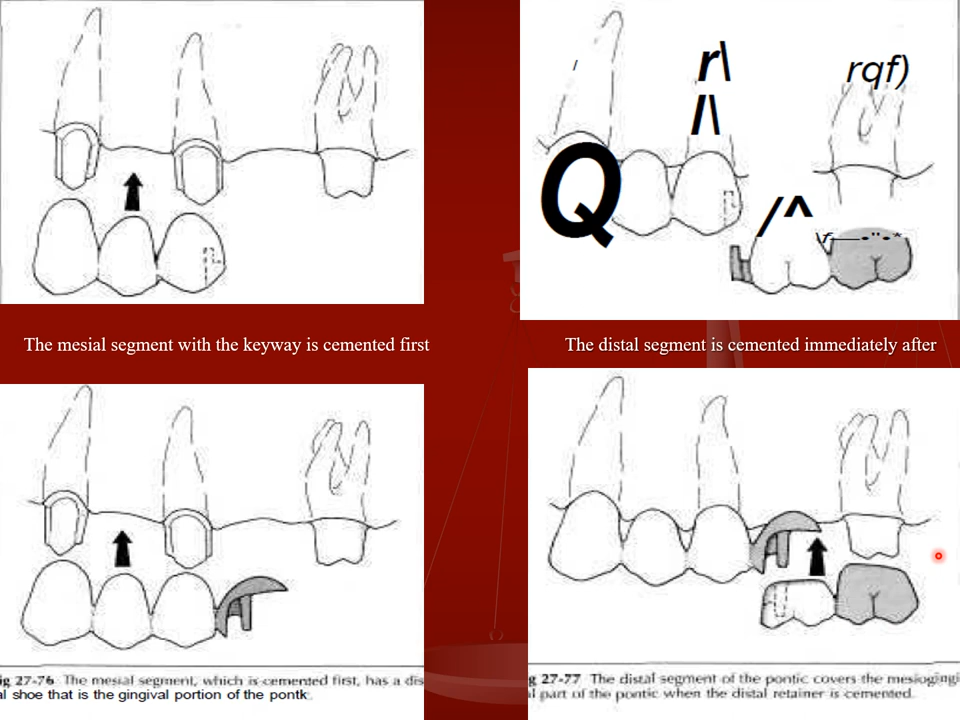 r\
/\
rqf)
Q
/^
The mesial segment with the keyway is cemented first
The distal segment is cemented immediately after
ig 27-76 The mesial segment, which is cemented first, has a dis
al shoe that is the gingival portion of the pontk.
g 27-77 The distal segment of the pontic covers the mesiogingi
l part of the pontic when the distal retainer is cemented.